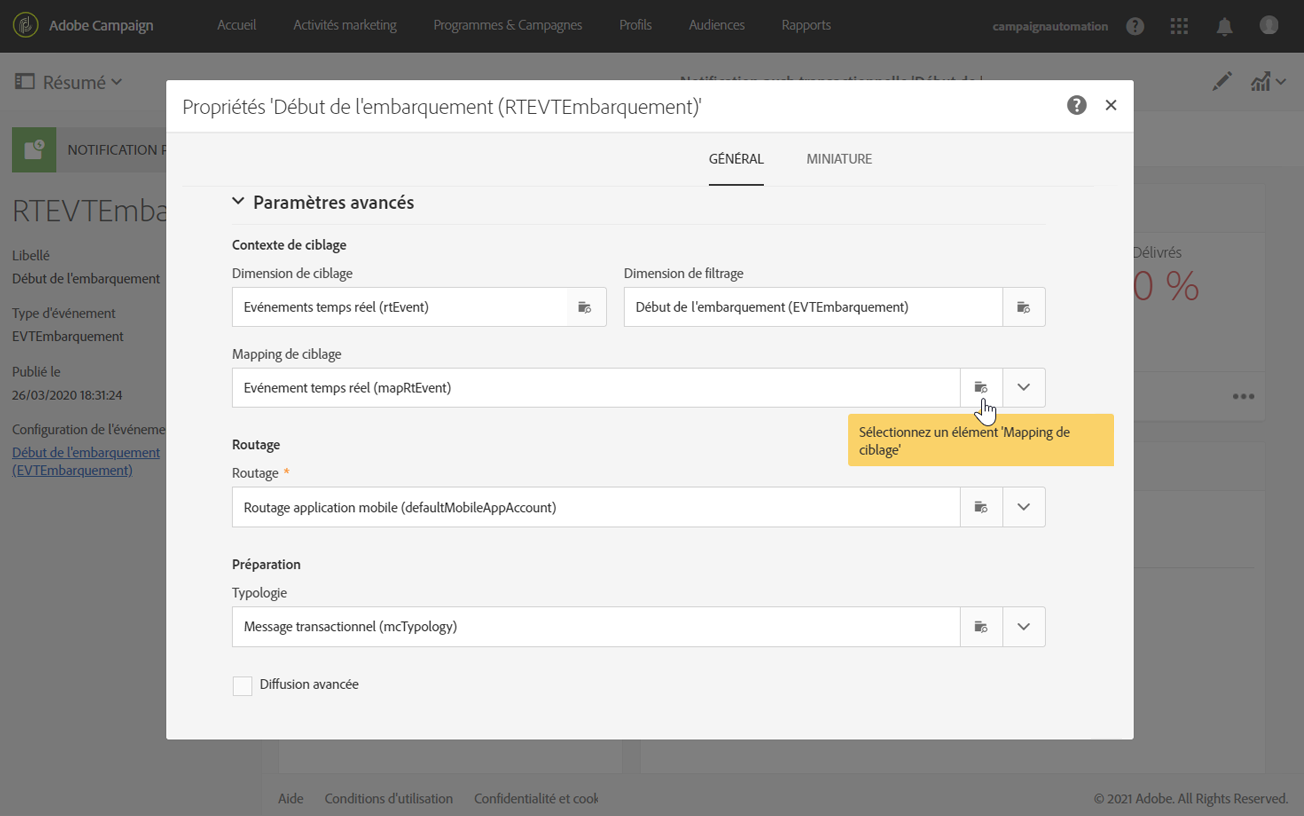 Adobe Campaign
Accueil
Activités marketing
Programmes & Campagnes
Profils
Audiences
Rapports
campaignautomation
Résumé
NOTIFICATION P
RTEVTEmba
Libellé
Début de l'embarquement
Type d'événement
EVTEmbarquement
Publié le
26/03/2020 18:31:24
Configuration de l'événeme
Début de l'embarquement
(EVTEmbarquement)
Propriétés 'Début de l'embarquement (RTEVTEmbarquement)'
GÉNÉRAL
MINIATURE
Paramètres avancés
Contexte de ciblage
Dimension de ciblage
Dimension de filtrage
Evénements temps réel (rtEvent)
Début de l'embarquement (EVTEmbarquement)
Mapping de ciblage
Evénement temps réel (mapRtEvent)
Sélectionnez un élément 'Mapping de
ciblage'
Routage
Routage *
Routage application mobile (defaultMobileAppAccount)
Préparation
Typologie
Message transactionnel (mcTypology)
Diffusion avancée
Délivrés
0 %
Aide
Conditions d'utilisation
Confidentialité et cook
© 2021 Adobe. All Rights Reserved.